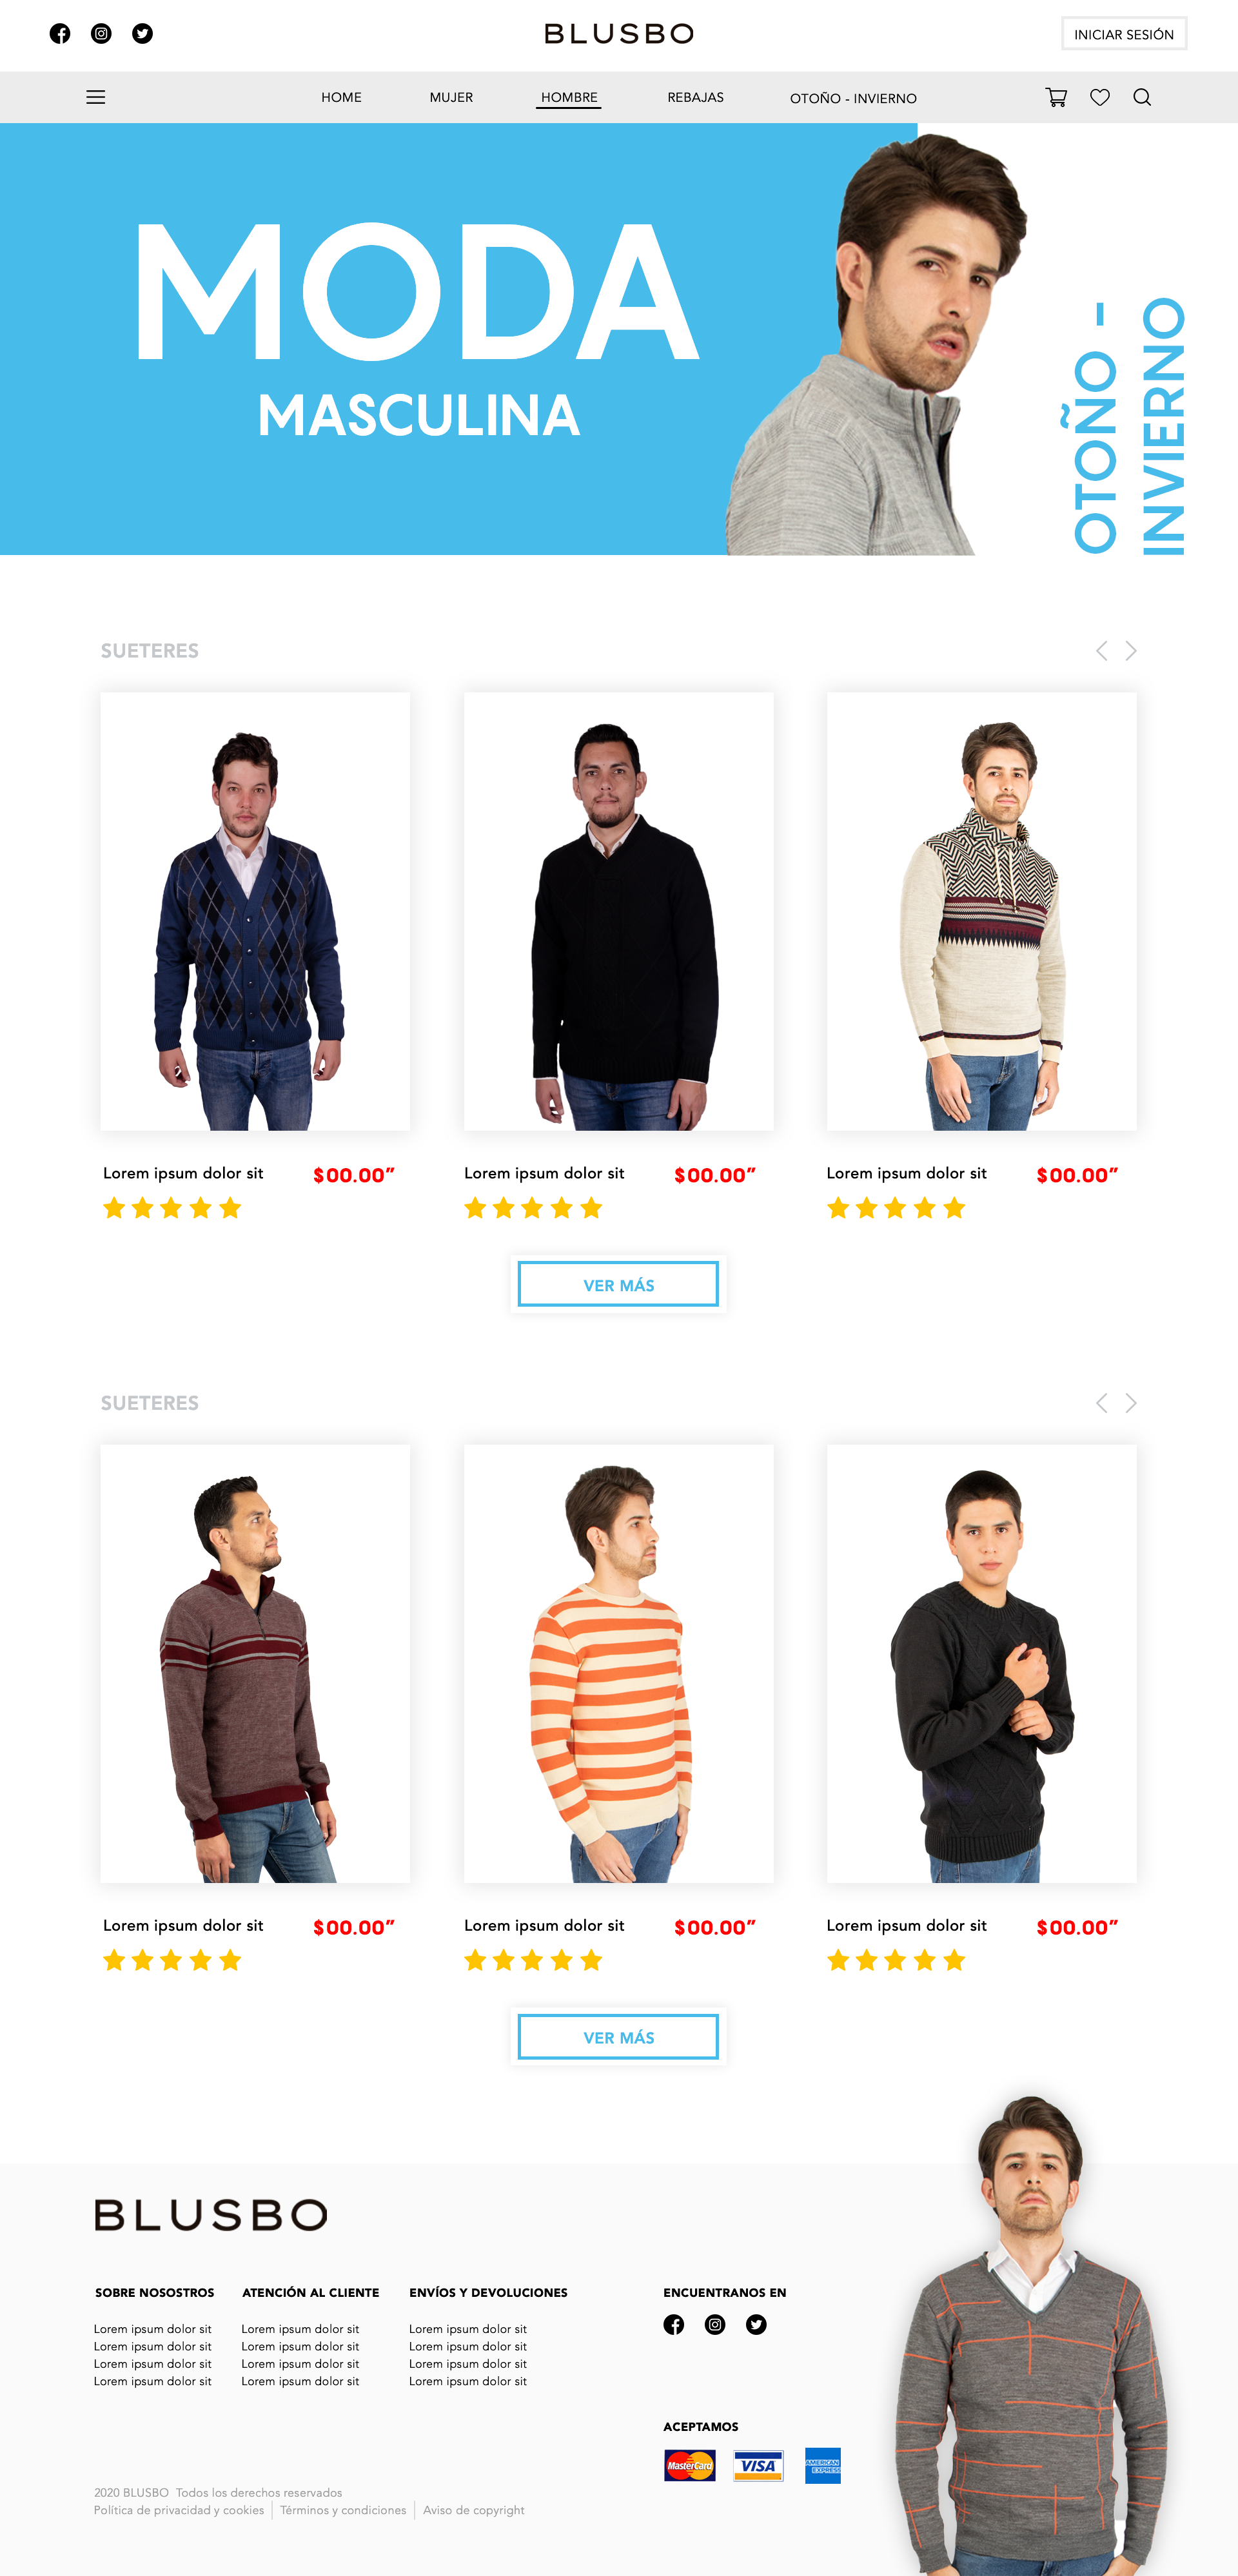 BLUSBO
INICIAR SESIÓN
HOME
MUJER
HOMBRE
REBAJAS
OTOÑO - INVIERNO
MODA
MASCULINA
OTOÑO -
INVIERNO
SUETERES
Lorem ipsum dolor sit
$00.00”
Lorem ipsum dolor sit
$00.00”
Lorem ipsum dolor sit
$00.00”
VER MÁS
SUETERES
Lorem ipsum dolor sit
$00.00”
Lorem ipsum dolor sit
$00.00”
Lorem ipsum dolor sit
$00.00”
VER MÁS
BLUSBO
SOBRE NOSOSTROS
Lorem ipsum dolor sit
Lorem ipsum dolor sit
Lorem ipsum dolor sit
Lorem ipsum dolor sit
ATENCIÓN AL CLIENTE
Lorem ipsum dolor sit
Lorem ipsum dolor sit
Lorem ipsum dolor sit
Lorem ipsum dolor sit
ENVÍOS Y DEVOLUCIONES
Lorem ipsum dolor sit
Lorem ipsum dolor sit
Lorem ipsum dolor sit
Lorem ipsum dolor sit
ENCUENTRANOS EN
ACEPTAMOS
MasterCard
VISA
AMERICAN
EXPRESS
2020 BLUSBO Todos los derechos reservados
Política de privacidad y cookies
Términos y condiciones
Aviso de copyright